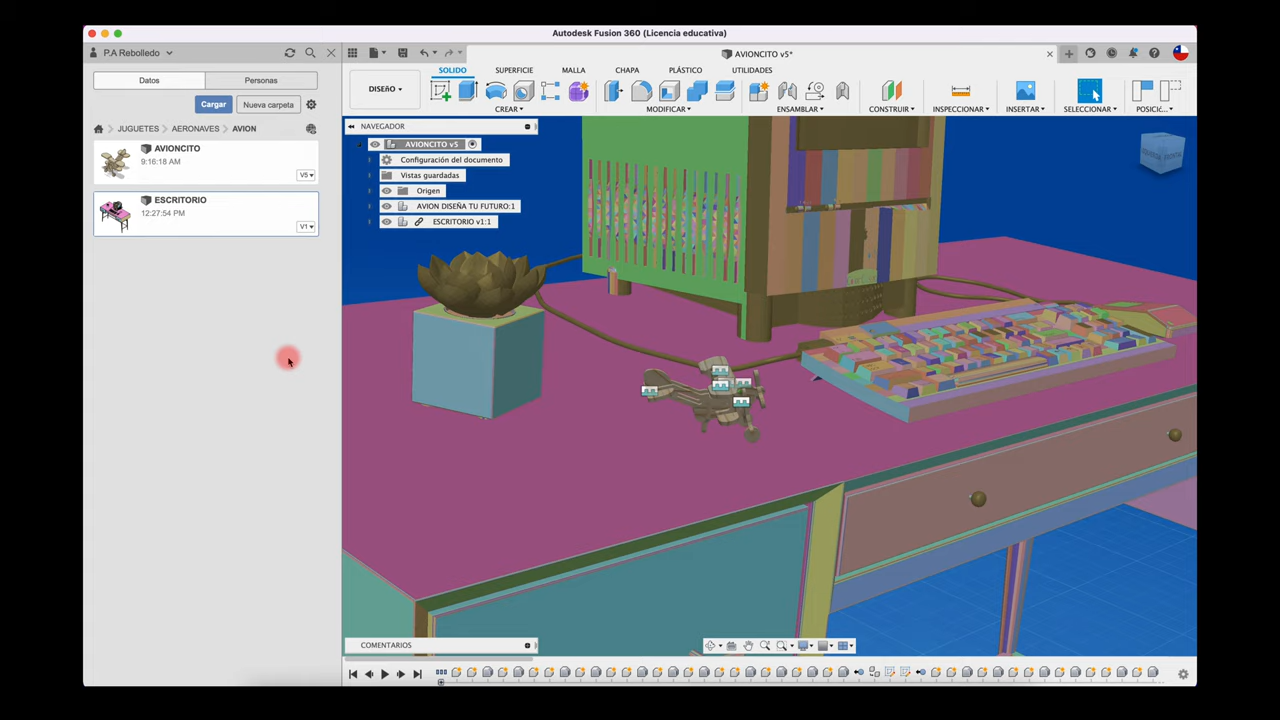 Autodesk Fusion 360 (Licencia educativa)
P.A Rebolledo
Datos
Personas
Cargar
Nueva carpeta
JUGUETES > AERONAVES > AVION
AVIONCITO
9:16:18 AM
V5
ESCRITORIO
12:27:54 PM
V1
AVIONCITO v5*
DISEÑO
SOLIDO
SUPERFICIE
MALLA
CHAPA
PLÁSTICO
UTILIDADES
CREAR
MODIFICAR
ENSAMBLAR
CONSTRUIR
INSPECCIONAR
INSERTAR
SELECCIONAR
POSICI...
NAVEGADOR
AVIONCITO v5
Configuración del documento
Vistas guardadas
Origen
AVION DISEÑA TU FUTURO:1
ESCRITORIO v1:1
COMENTARIOS